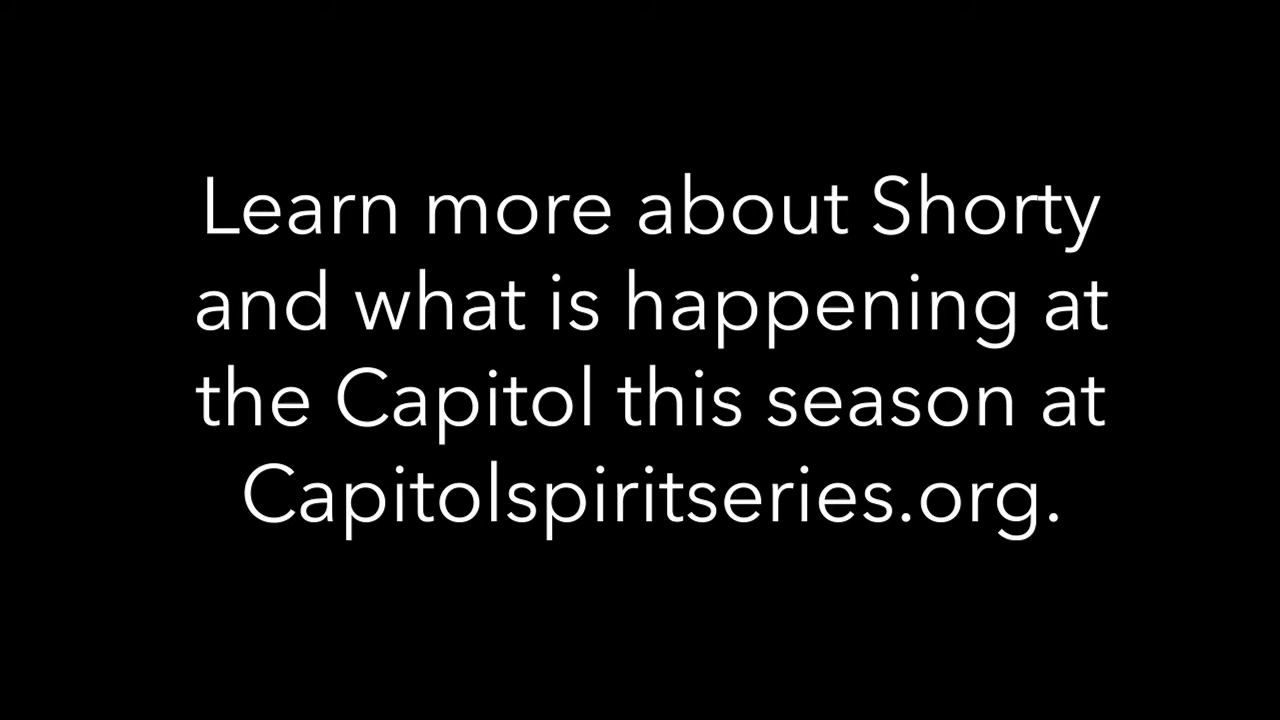 Learn more about Shorty
and what is happening at
the Capitol this season at
Capitolspiritseries.org.